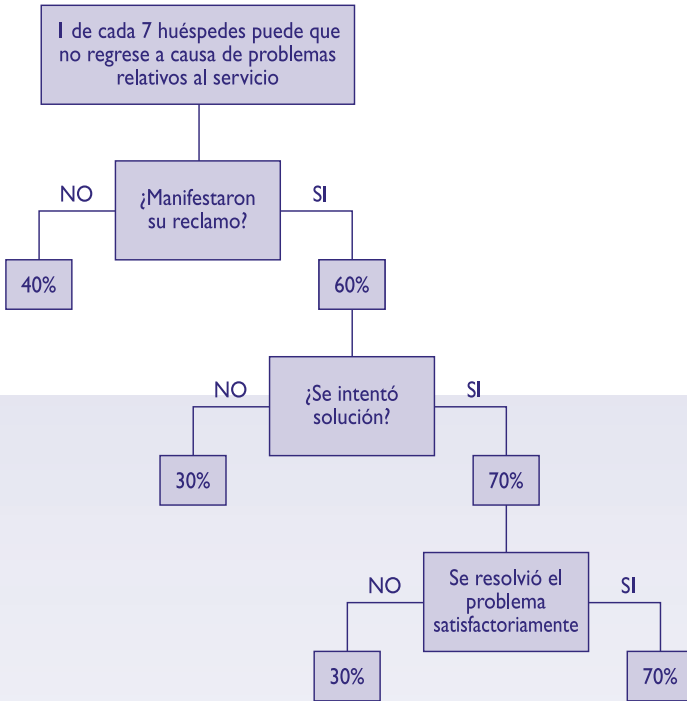 1 de cada 7 huéspedes puede que
no regrese a causa de problemas
relativos al servicio
NO
¿Manifestaron
su reclamo?
SI
40%
60%
NO
¿Se intentó
solución?
SI
30%
70%
NO
Se resolvió el
problema
satisfactoriamente
SI
30%
70%